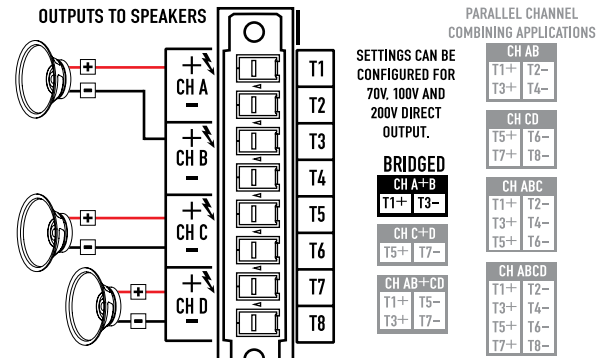 OUTPUTS TO SPEAKERS
+
-
+
CH A
-
+
CH B
-
+
-
+
CH C
-
+
-
+
CH D
-
T1
T2
T3
T4
T5
T6
T7
T8
SETTINGS CAN BE
CONFIGURED FOR
70V, 100V AND
200V DIRECT
OUTPUT.
BRIDGED
CH A+B
T1+ T3-
CH C+D
T5+ T7-
CH AB+CD
T1+ T5-
T3+ T7-
PARALLEL CHANNEL
COMBINING APPLICATIONS
CH AB
T1+ T2-
T3+ T4-
CH CD
T5+ T6-
T7+ T8-
CH ABC
T1+ T2-
T3+ T4-
T5+ T6-
CH ABCD
T1+ T2-
T3+ T4-
T5+ T6-
T7+ T8-